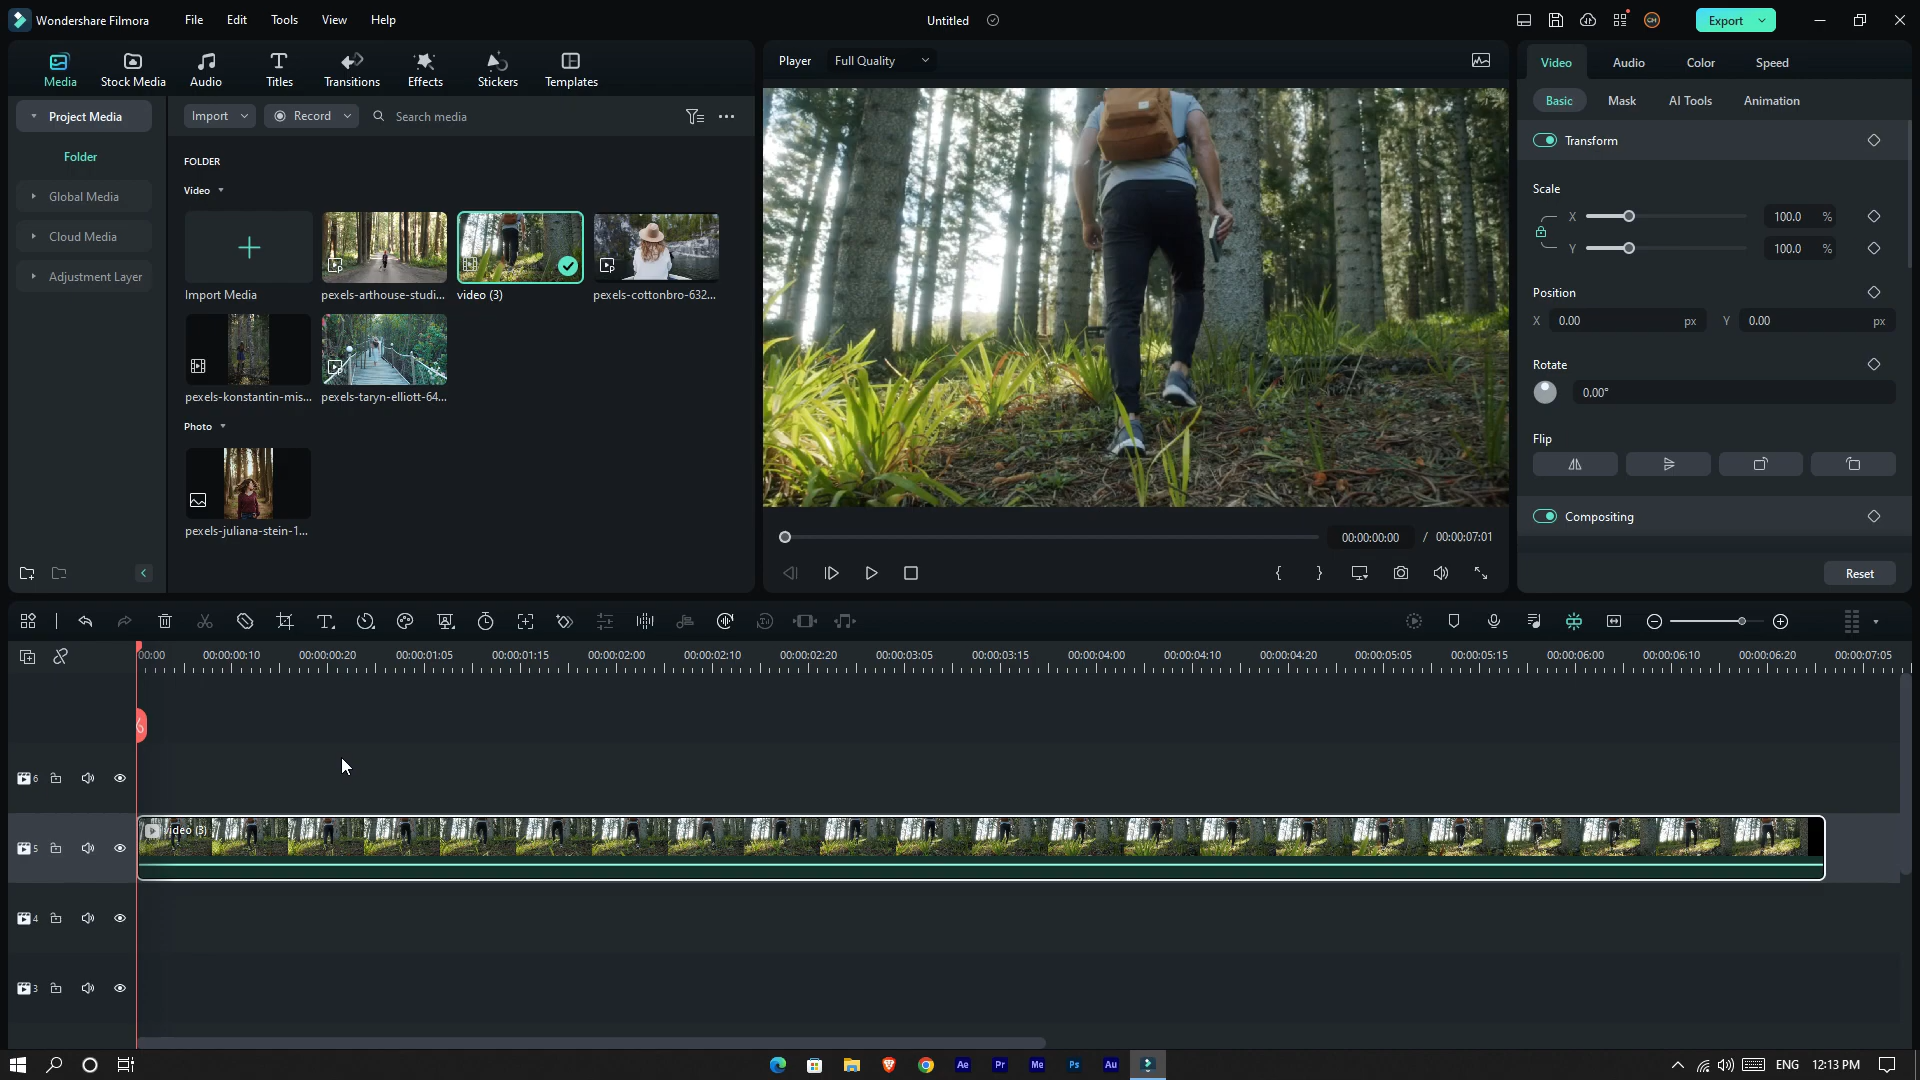 Wondershare Filmora
File
Edit
Tools
View
Help
Untitled
Export
Media
Stock Media
Audio
Titles
Transitions
Effects
Stickers
Templates
Player
Full Quality
Video
Audio
Color
Speed
Project Media
Folder
Global Media
Cloud Media
Adjustment Layer
Import
Record
Search media
FOLDER
Video
Import Media
pexels-arthouse-studi...
video (3)
pexels-cottonbro-632...
pexels-konstantin-mis...
pexels-taryn-elliott-64...
Photo
pexels-juliana-stein-1...
00:00:00:00 / 00:00:07:01
Basic
Mask
AI Tools
Animation
Transform
Scale
X 100.0 %
Y 100.0 %
Position
X 0.00 px Y 0.00 px
Rotate
0.00°
Flip
Compositing
Reset
00:00
00:00:00:10
00:00:00:20
00:00:01:05
00:00:01:15
00:00:02:00
00:00:02:10
00:00:02:20
00:00:03:05
00:00:03:15
00:00:04:00
00:00:04:10
00:00:04:20
00:00:05:05
00:00:05:15
00:00:06:00
00:00:06:10
00:00:06:20
00:00:07:05
6
5
video (3)
4
3
Ae
Pr
Me
Ps
Au
ENG
12:13 PM